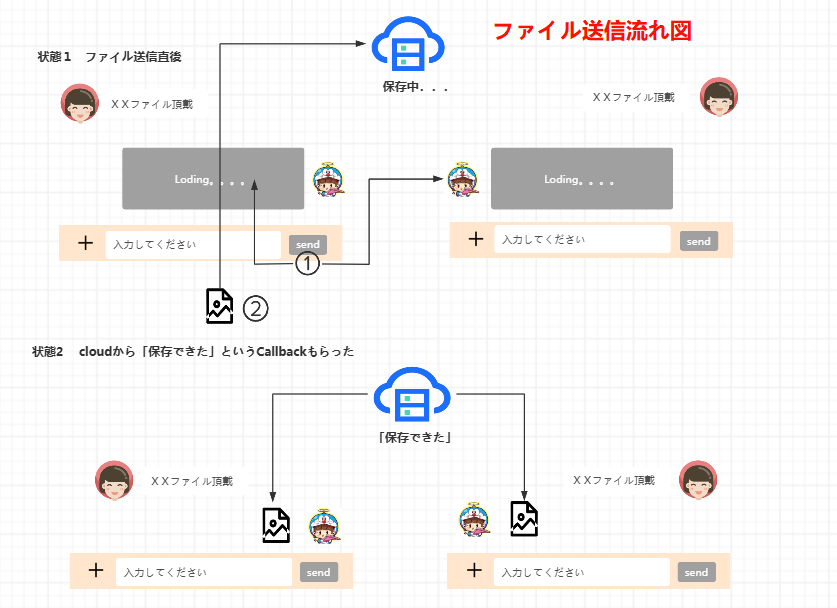 ファイル送信流れ図
状態１　ファイル送信直後
保存中．．．
ＸＸファイル頂戴
ＸＸファイル頂戴
Loding。。。。
Loding。。。。
入力してください
send
入力してください
send
①
②
状態2　cloudから「保存できた」というCallbackもらった
「保存できた」
ＸＸファイル頂戴
ＸＸファイル頂戴
入力してください
send
入力してください
send